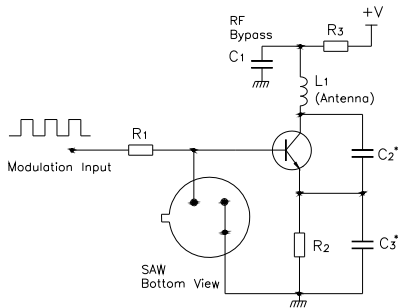 +V
RF
Bypass
R3
C1
L1
(Antenna)
R1
Modulation Input
C2*
R2
C3*
SAW
Bottom View